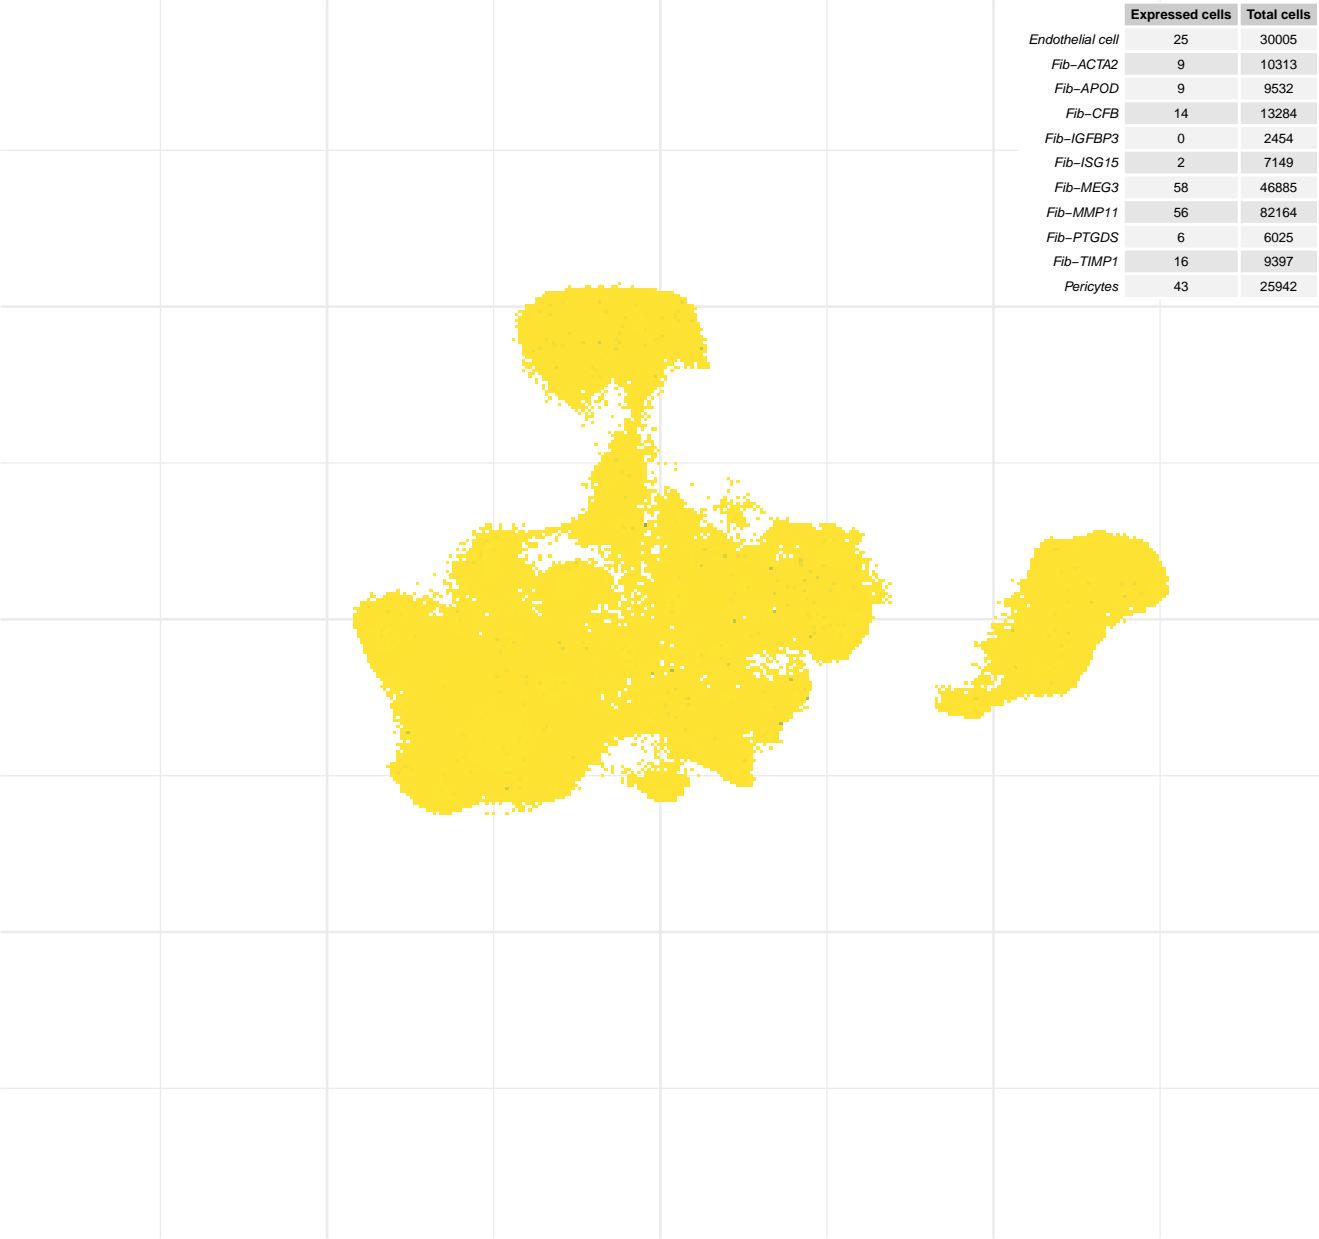 Expressed cells Total cells
Endothelial cell 25 30005
Fib−ACTA2 9 10313
Fib−APOD 9 9532
Fib−CFB 14 13284
Fib−IGFBP3 0 2454
Fib−ISG15 2 7149
Fib−MEG3 58 46885
Fib−MMP11 56 82164
Fib−PTGDS 6 6025
Fib−TIMP1 16 9397
Pericytes 43 25942